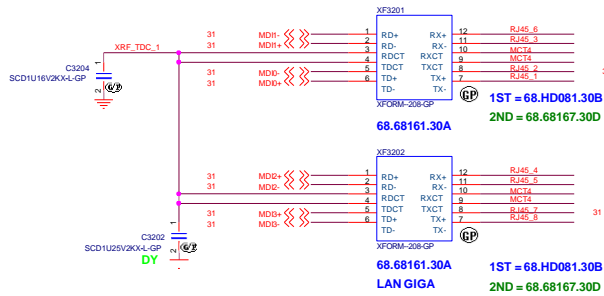 XF3201
31 MDI1- 1 RD+ RX+ 12 RJ45_6
XRF_TDC_1 31 MDI1+ 2 RD- RX- 11 RJ45_3
3 RDCT RXCT 10 MCT4
4 TDCT TXCT 9 MCT4
31 MDI0- 5 TD+ TX+ 8 RJ45_2
31 MDI0+ 6 TD- TX- 7 RJ45_1
C3204
1
SCD1U16V2KX-L-GP
2
GP
XFORM-208-GP
GP
1ST = 68.HD081.30B
68.68161.30A
2ND = 68.68167.30D
XF3202
31 MDI2+ 1 RD+ RX+ 12 RJ45_4
31 MDI2- 2 RD- RX- 11 RJ45_5
3 RDCT RXCT 10 MCT4
4 TDCT TXCT 9 MCT4
31 MDI3+ 5 TD+ TX+ 8 RJ45_7 31
31 MDI3- 6 TD- TX- 7 RJ45_8
1
C3202
SCD1U25V2KX-L-GP
2
GP
DY
XFORM-208-GP
GP
68.68161.30A
1ST = 68.HD081.30B
LAN GIGA
2ND = 68.68167.30D